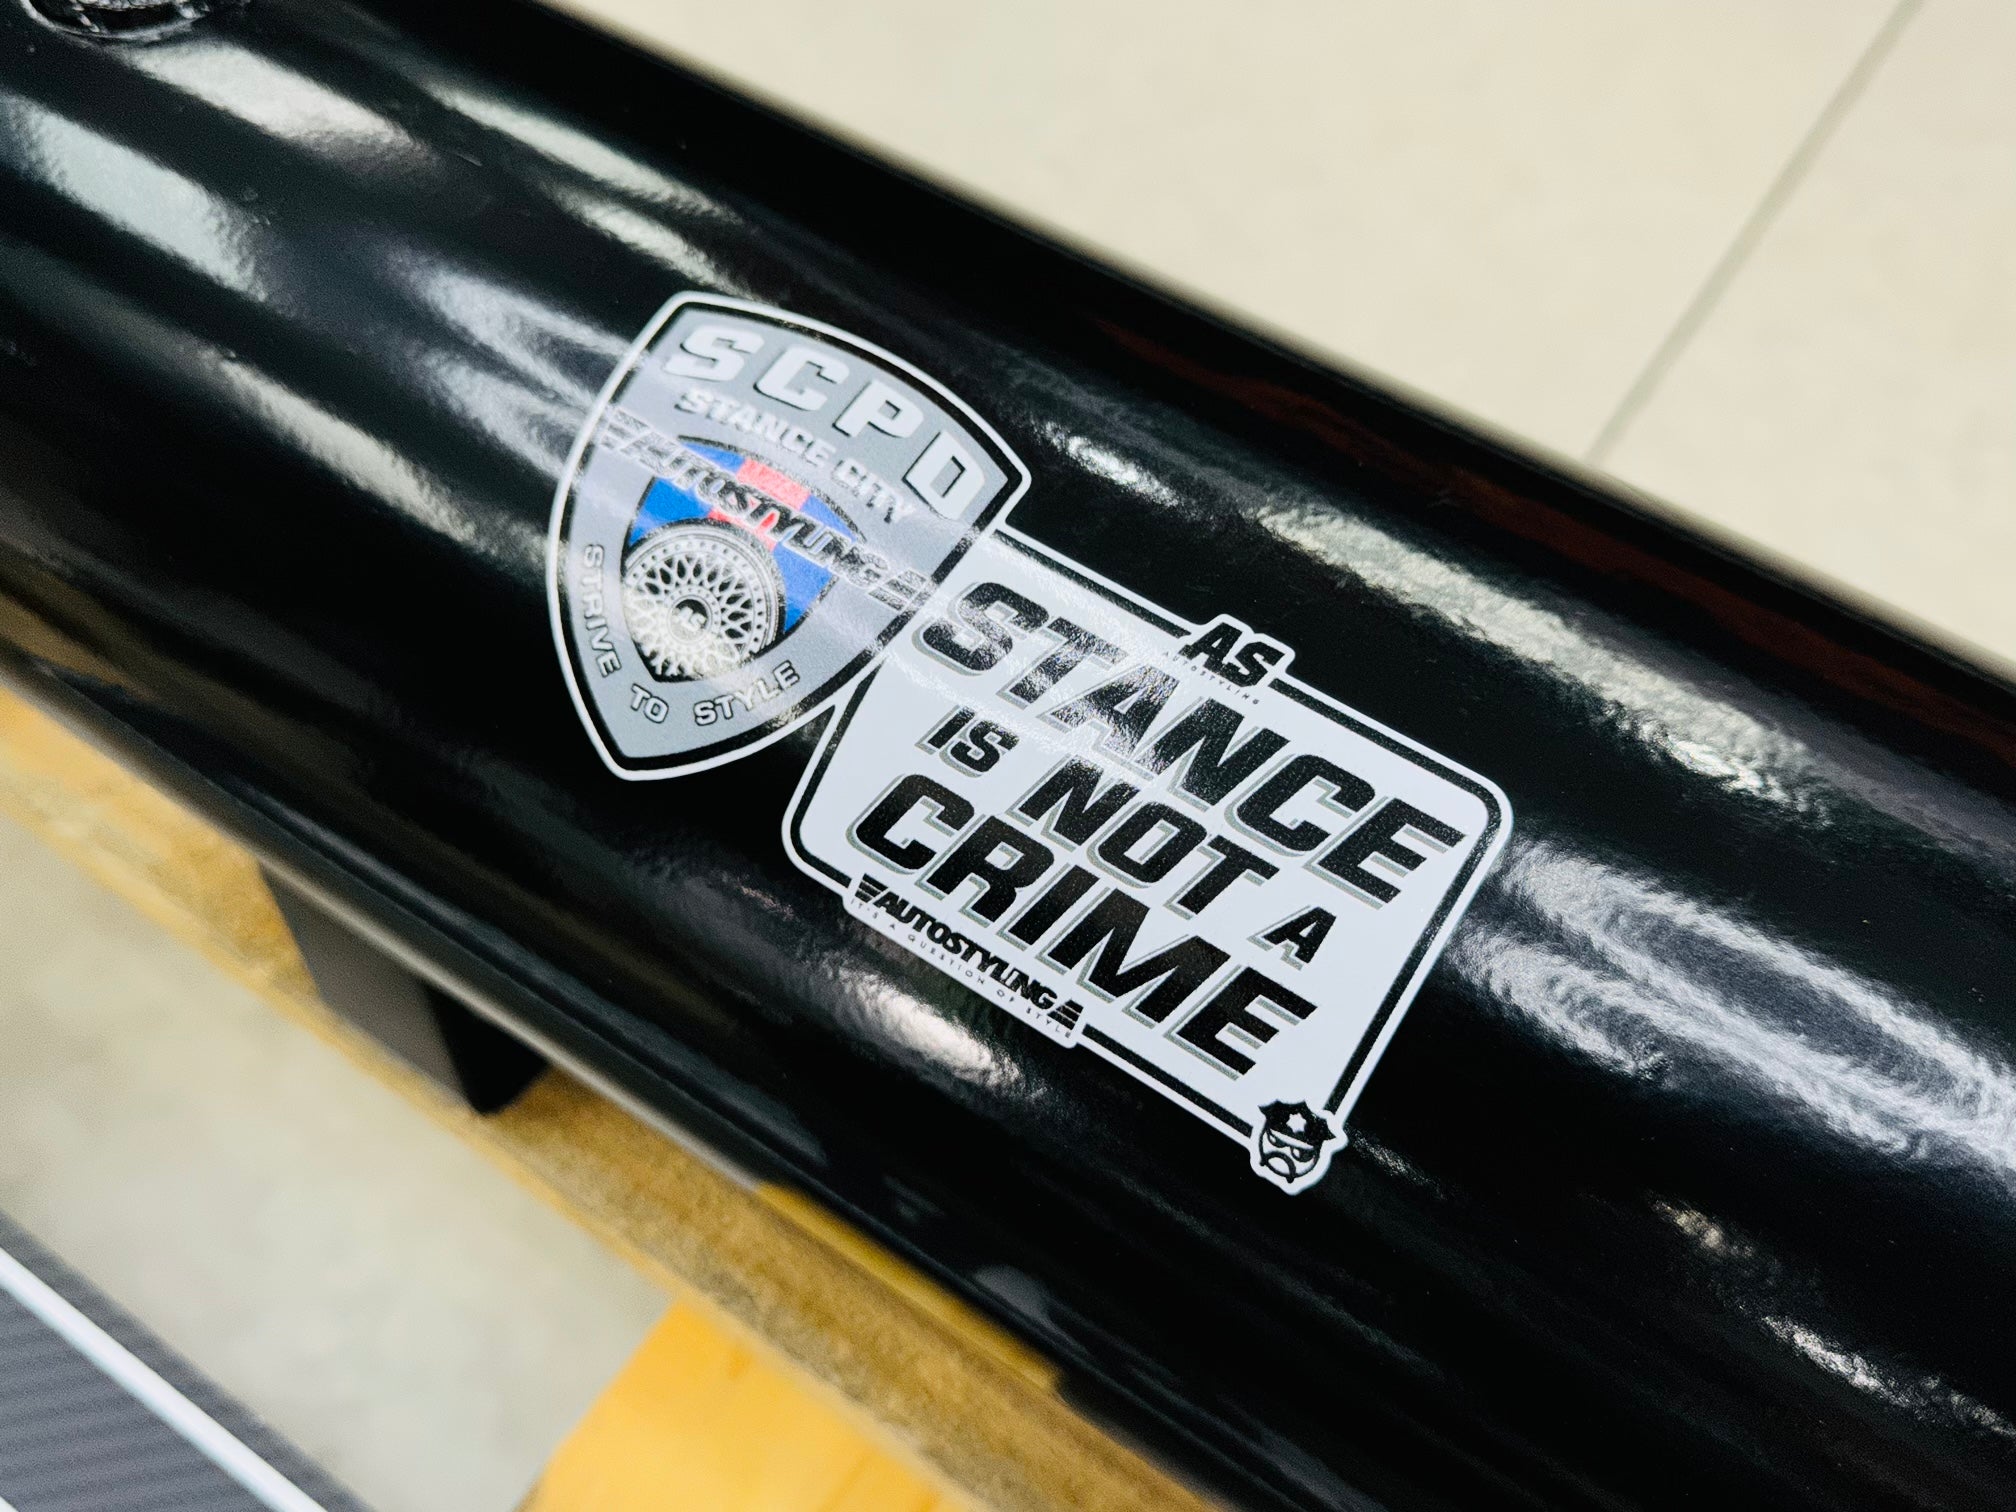 SCPD
STANCE CITY
AUTOSTYLING
AS
STRIVE TO STYLE
AS
AUTOSTYLING
STANCE
IS NOT A
CRIME
AUTOSTYLING
IT'S A QUESTION OF STYLE